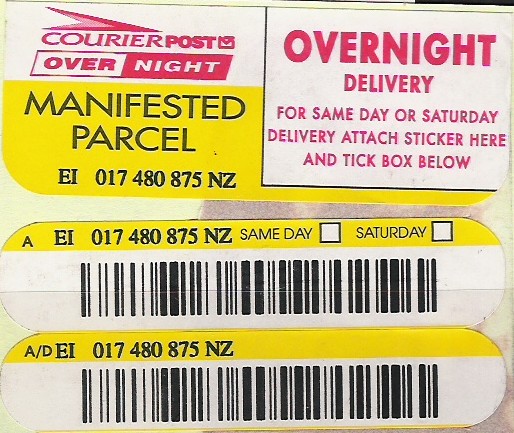 COURIERPOST
OVER NIGHT
MANIFESTED
PARCEL
EI 017 480 875 NZ
OVERNIGHT
DELIVERY
FOR SAME DAY OR SATURDAY
DELIVERY ATTACH STICKER HERE
AND TICK BOX BELOW
A EI 017 480 875 NZ SAME DAY SATURDAY
A/D EI 017 480 875 NZ